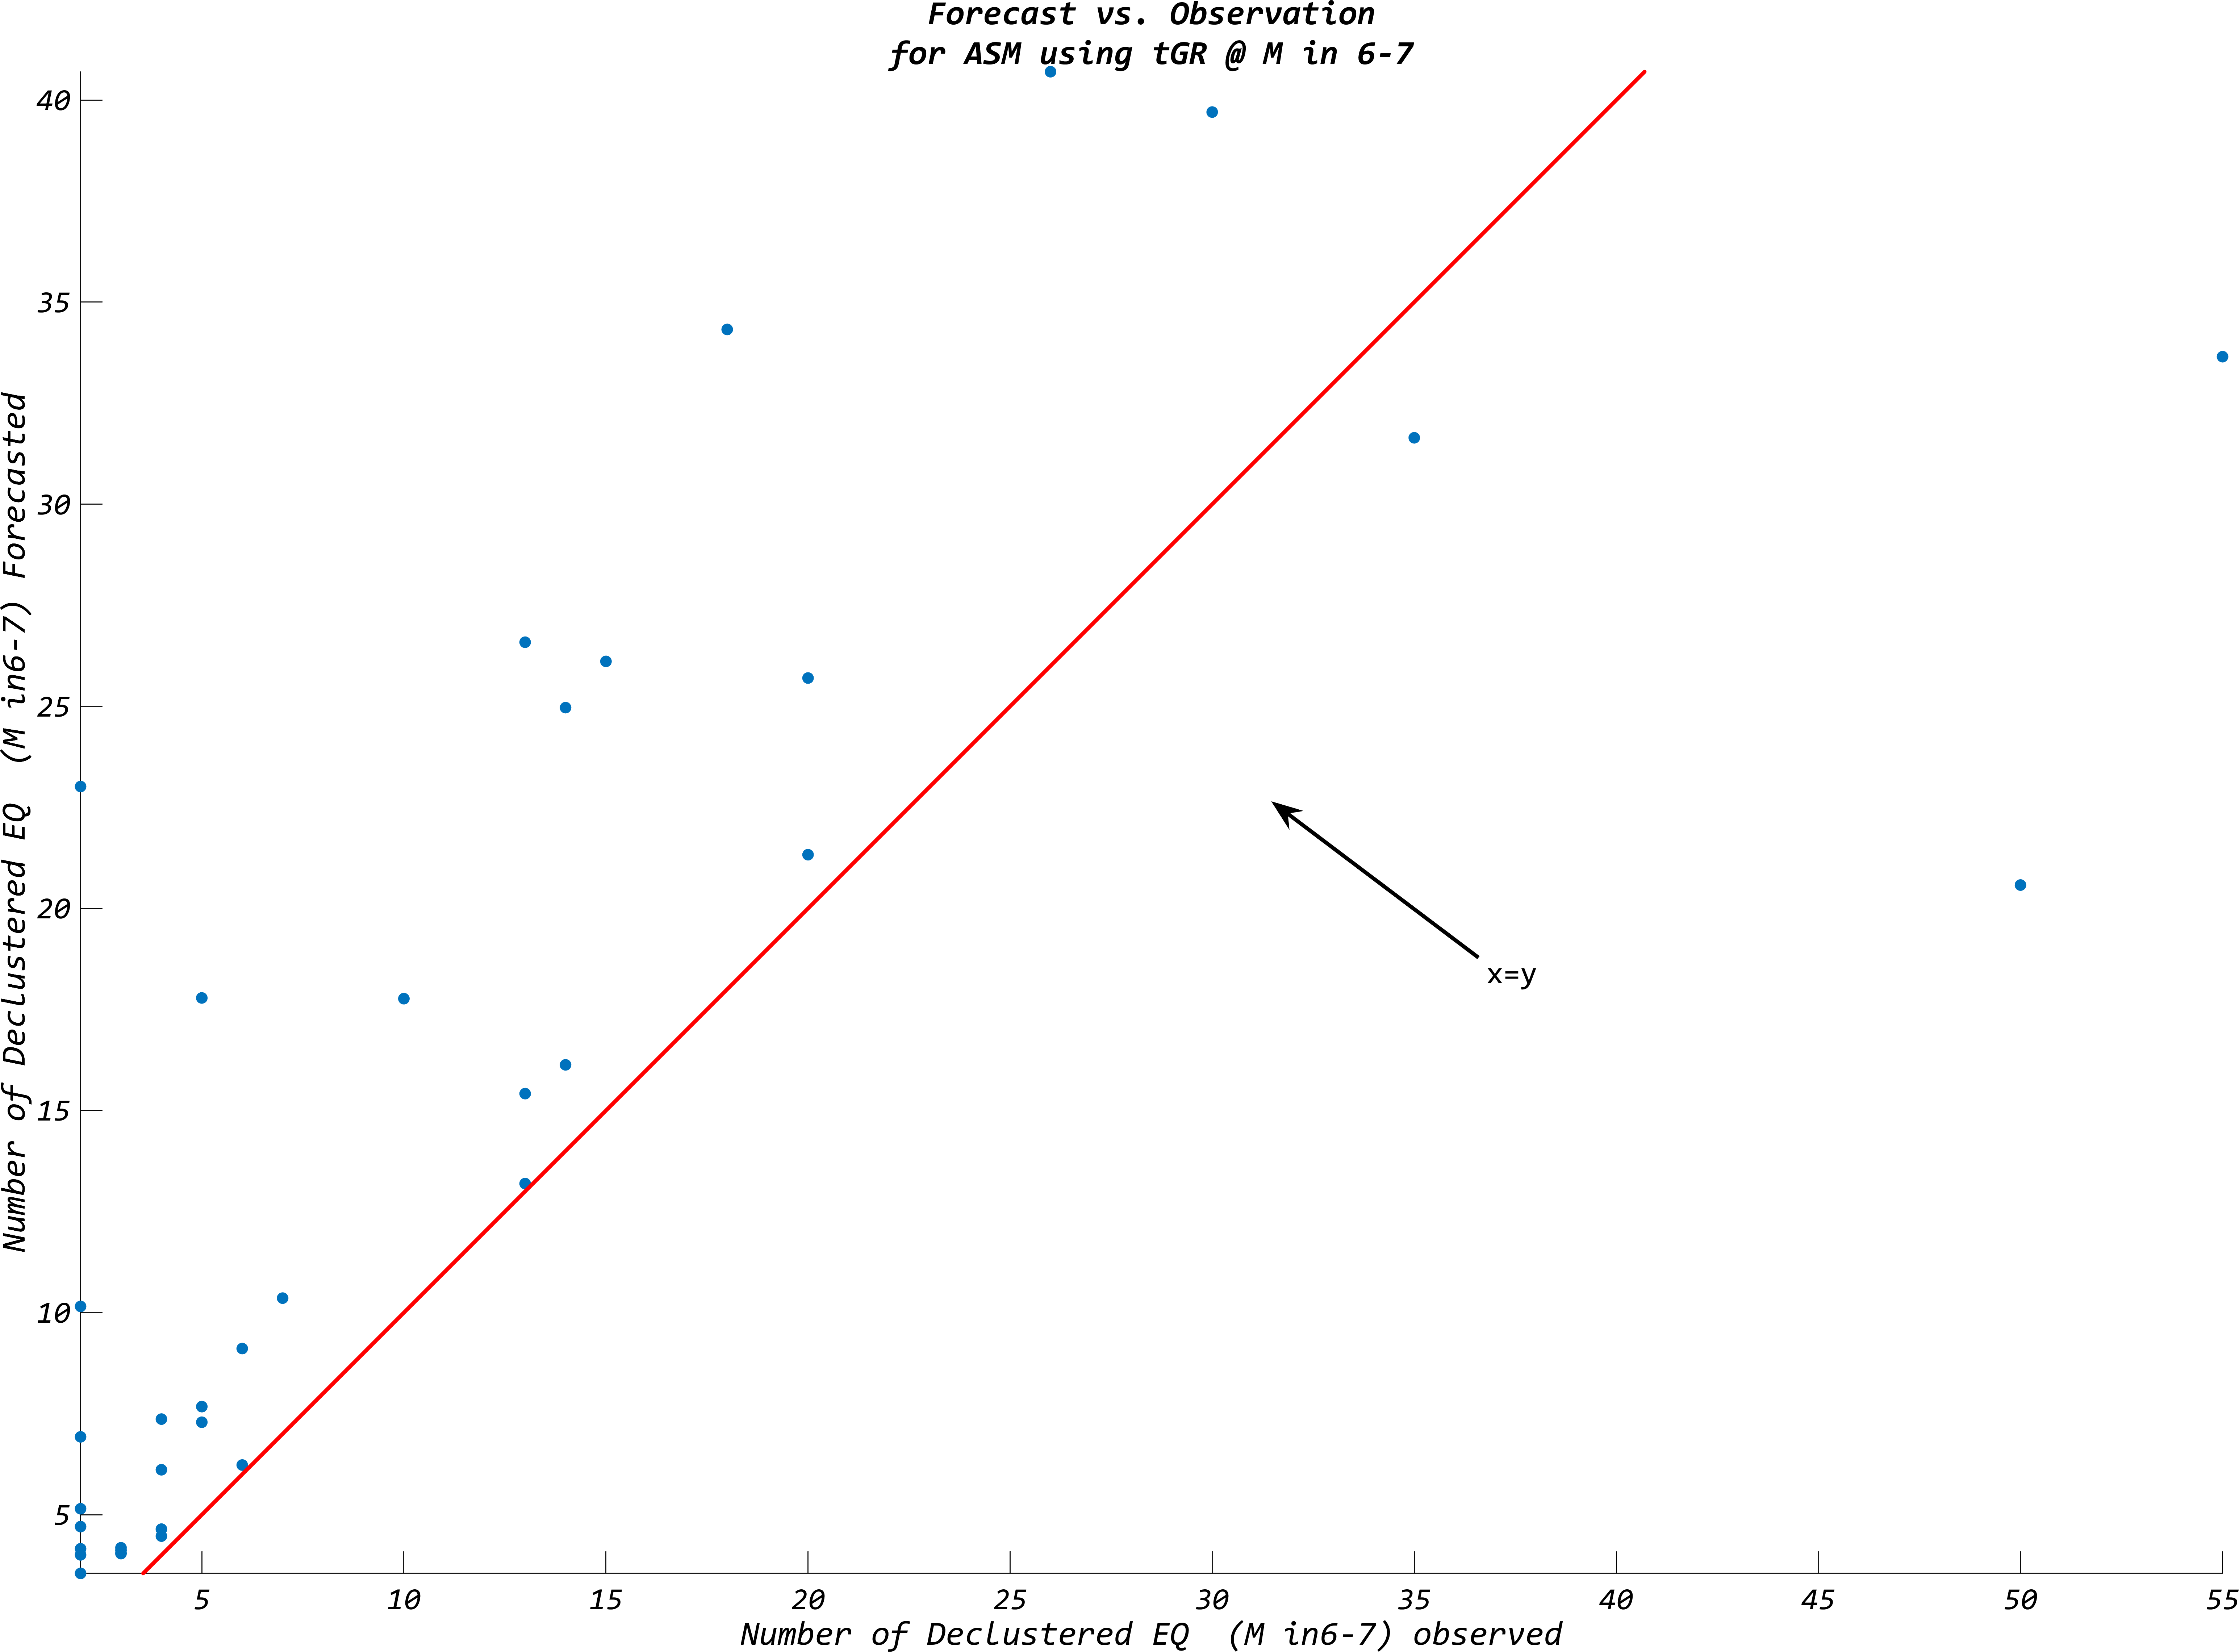 Forecast vs. Observation
for ASM using tGR @ M in 6-7
40
35
30
25
20
15
10
5
Number of Declustered EQ  (M in6-7) Forecasted
x=y
5 10 15 20 25 30 35 40 45 50 55
Number of Declustered EQ  (M in6-7) observed